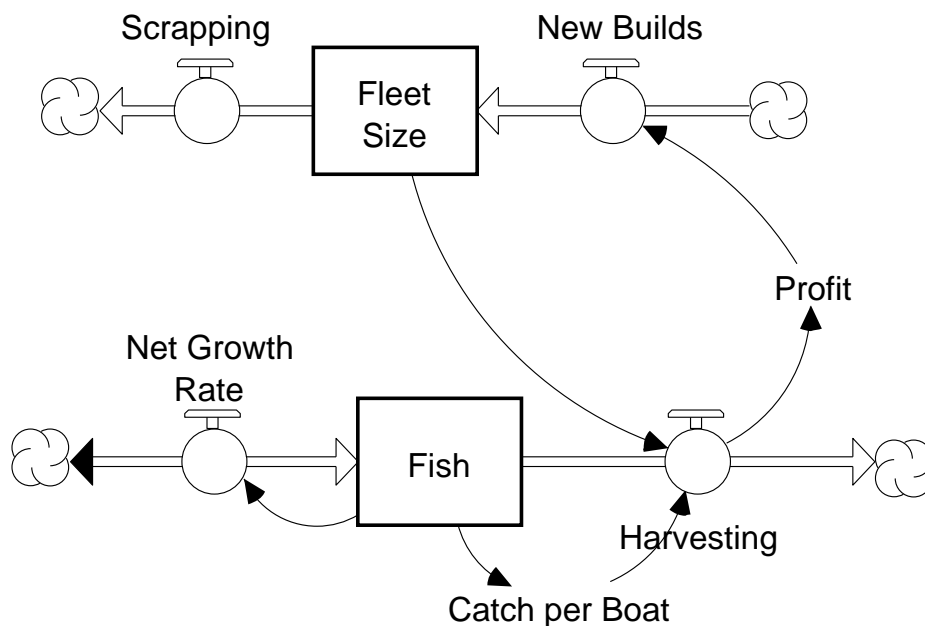 Scrapping
New Builds
Fleet
Size
Profit
Net Growth
Rate
Fish
Harvesting
Catch per Boat